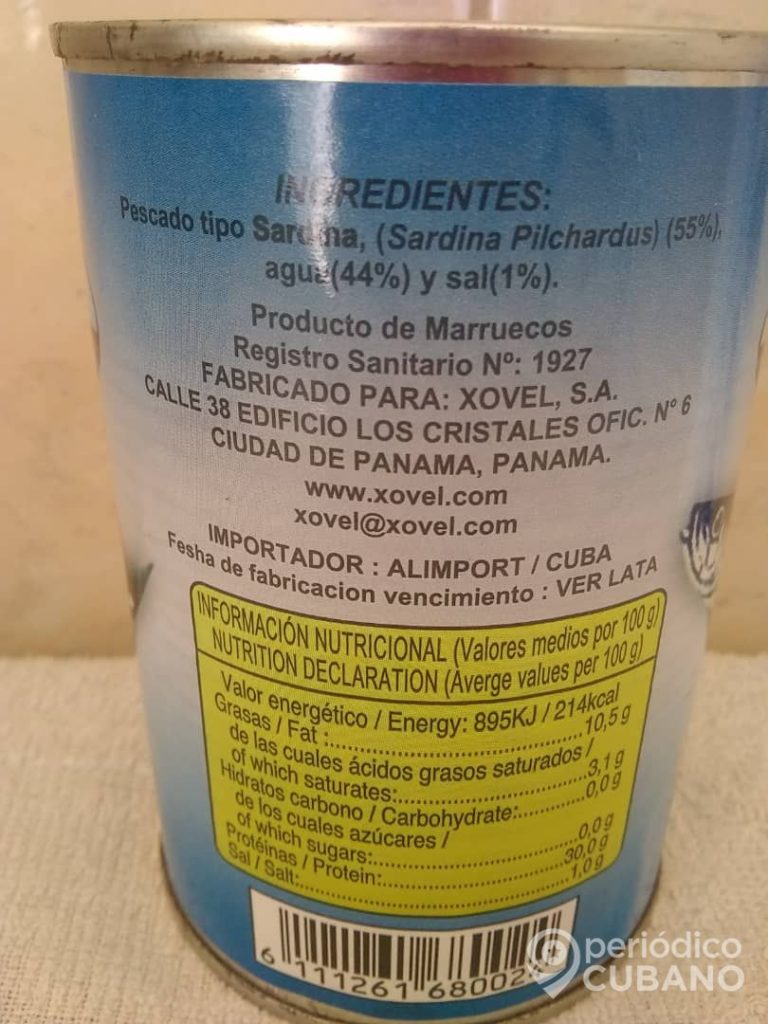 INGREDIENTES:
Pescado tipo Sardina, (Sardina Pilchardus) (55%),
agua(44%) y sal(1%).
Producto de Marruecos
Registro Sanitario Nº: 1927
FABRICADO PARA: XOVEL, S.A.
CALLE 38 EDIFICIO LOS CRISTALES OFIC. Nº 6
CIUDAD DE PANAMA, PANAMA.
www.xovel.com
xovel@xovel.com
IMPORTADOR : ALIMPORT / CUBA
Fesha de fabricacion vencimiento : VER LATA
INFORMACIÓN NUTRICIONAL (Valores medios por 100 g)
NUTRITION DECLARATION (Averge values per 100 g)
Valor energético / Energy: 895KJ / 214kcal
Grasas / Fat :..............................10,5 g
de las cuales ácidos grasos saturados /
of which saturates:..............................3,1 g
Hidratos carbono / Carbohydrate:..............0,0 g
de los cuales azúcares /
of which sugars:..............................0,0 g
Protéinas / Protein:..............................30,0 g
Sal / Salt:..............................1,0 g
6 111261 68002
periódico
CUBANO